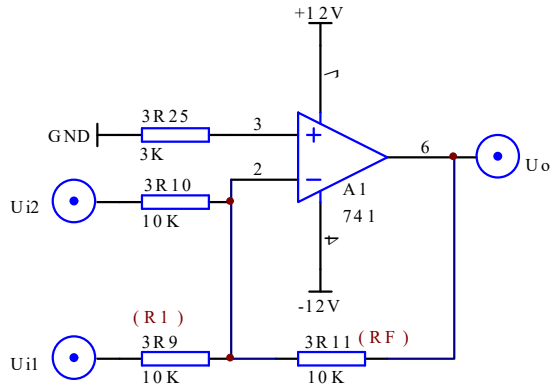 +12V
7
3R25
3
6
GND
3K
2
Uo
3R10
A1
Ui2
741
10K
4
-12V
(R1)
3R11
(RF)
3R9
Ui1
10K
10K